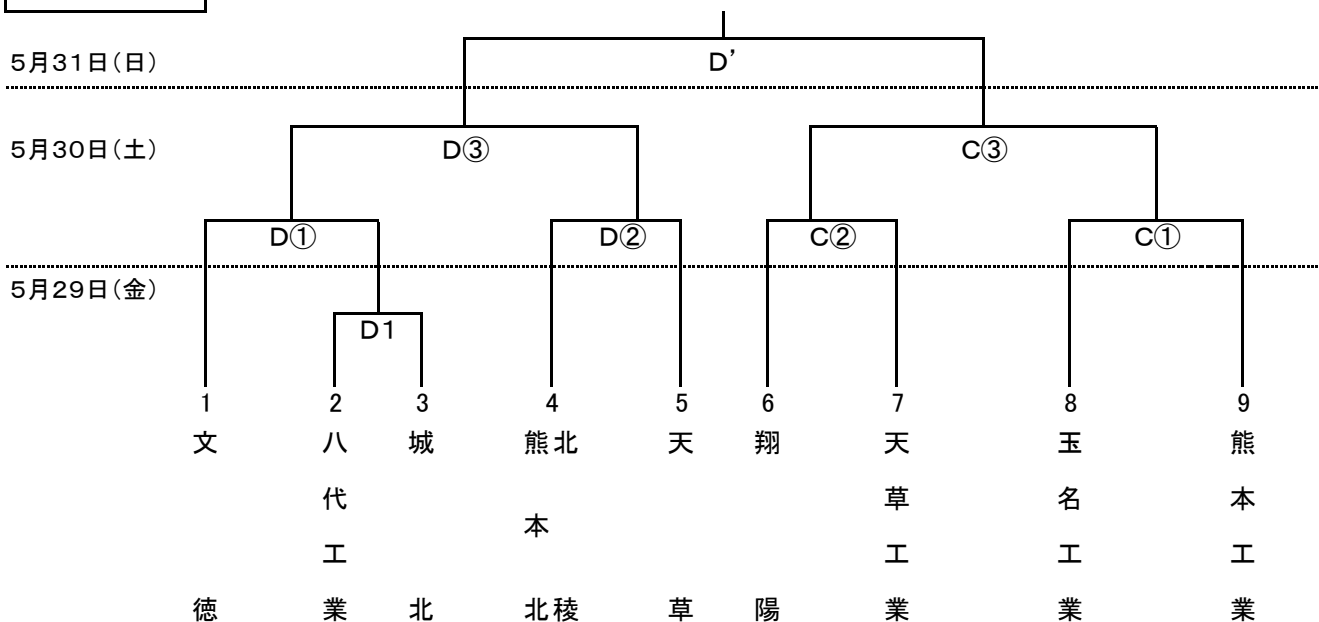 5月31日(日)
D’
5月30日(土)
D③
C③
D①
D②
C②
C①
5月29日(金)
D1
1
2
3
4
5
6
7
8
9
文徳
八代工業
城北
熊本北
北稜
天草
翔陽
天草工業
玉名工業
熊本工業